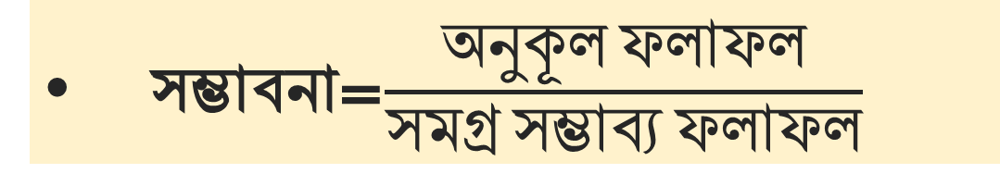 অনুকূল ফলাফল
• সম্ভাবনা=
সমগ্র সম্ভাব্য ফলাফল